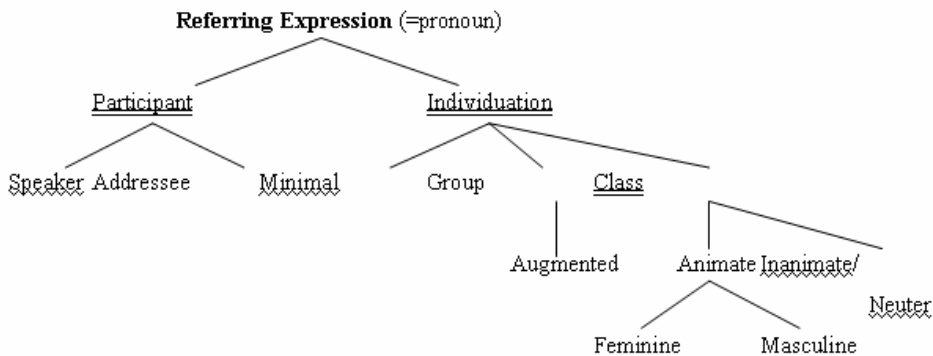 Referring Expression (=pronoun)
Participant Individuation
Speaker Addressee Minimal Group Class
Augmented Animate Inanimate/
Neuter
Feminine Masculine